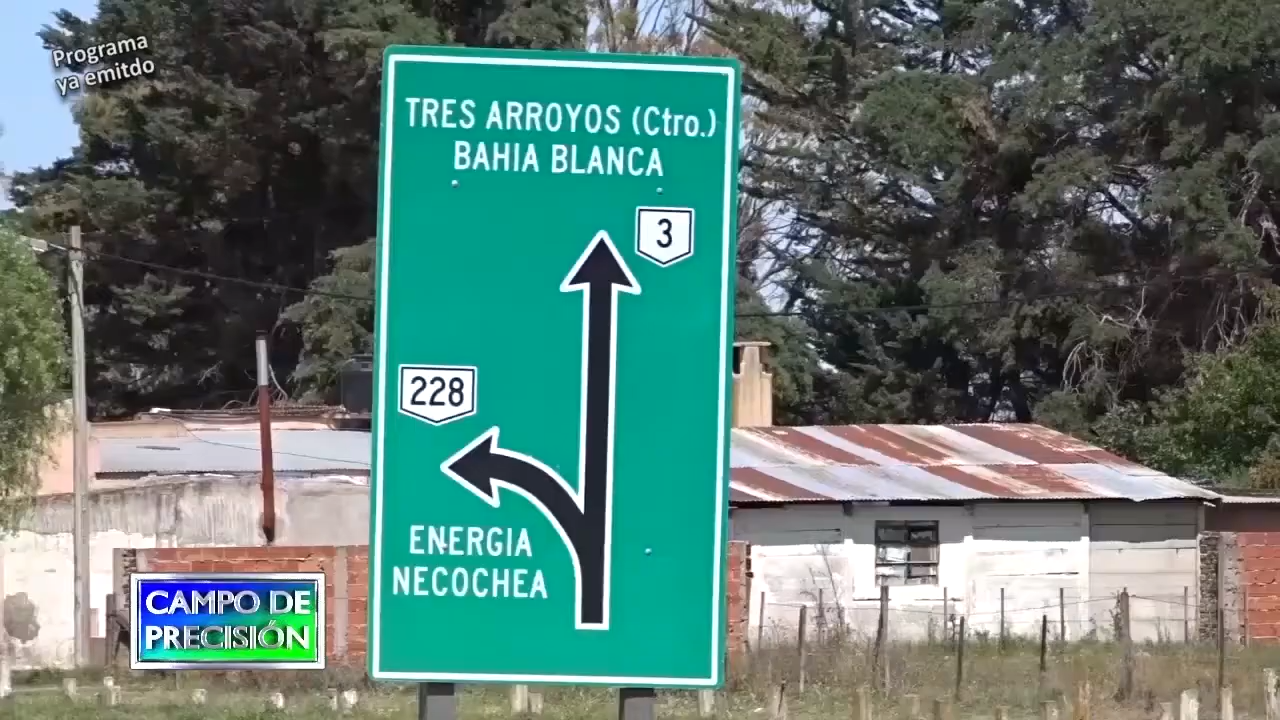 Programa
ya emitdo
TRES ARROYOS (Ctro.)
BAHIA BLANCA
3
228
ENERGIA
NECOCHEA
CAMPO DE
PRECISIÓN